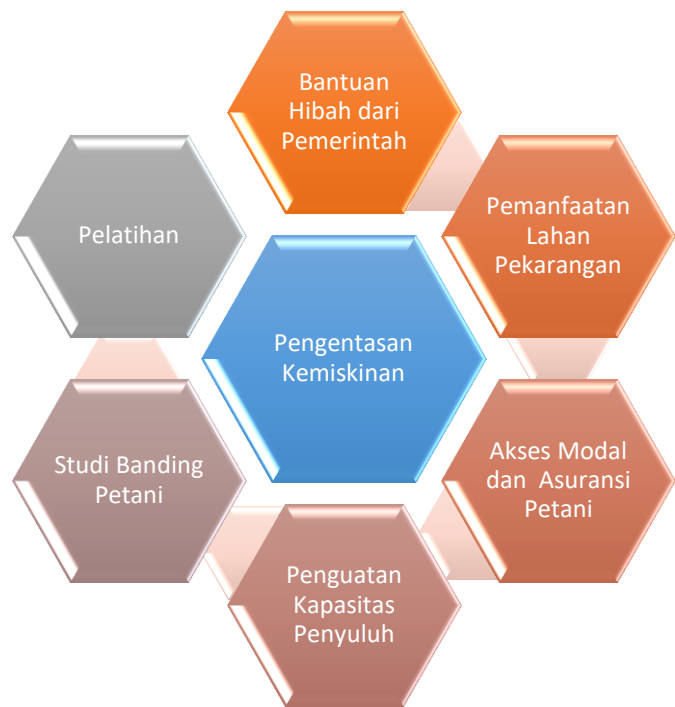 Bantuan
Hibah dari
Pemerintah
Pemanfaatan
Lahan
Pekarangan
Pelatihan
Pengentasan
Kemiskinan
Akses Modal
dan Asuransi
Petani
Studi Banding
Petani
Penguatan
Kapasitas
Penyuluh